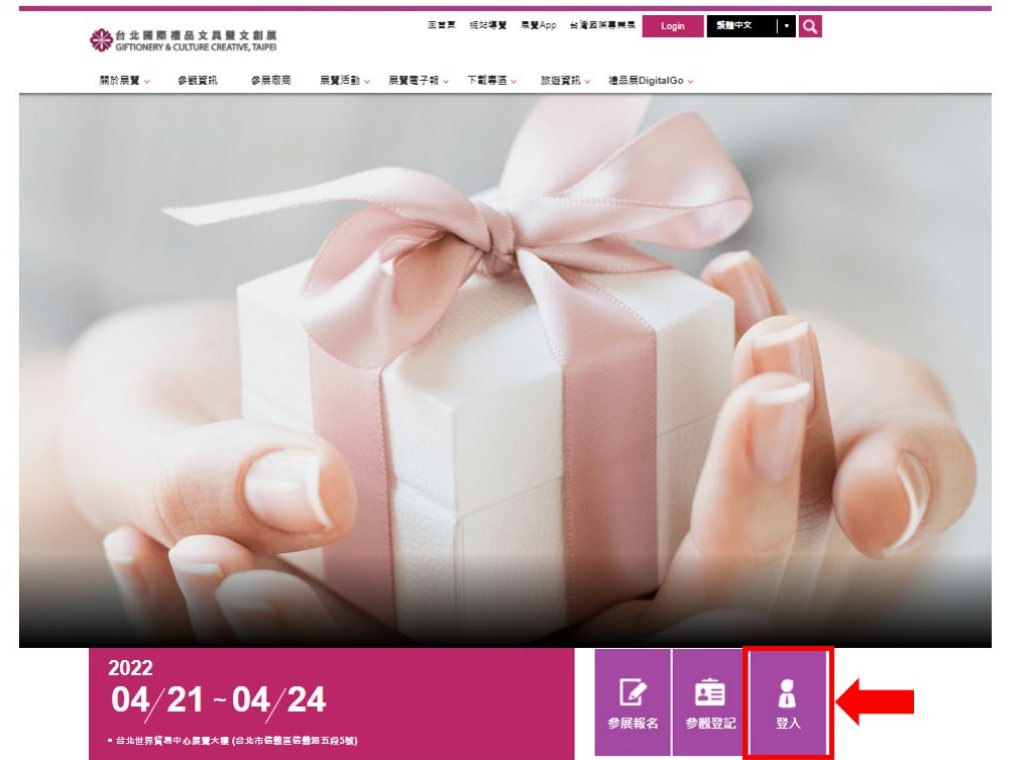 回首頁 網站導覽 展覽App 台灣國際專業展 Login 繁體中文
台北國際禮品文具暨文創展
GIFTIONERY & CULTURE CREATIVE, TAIPEI
關於展覽 參觀資訊 參展廠商 展覽活動 展覽電子報 下載專區 旅遊資訊 禮品展DigitalGo
2022
04/21 ~ 04/24
台北世界貿易中心展覽大樓 (台北市信義區信義路五段5號)
參展報名 參觀登記 登入